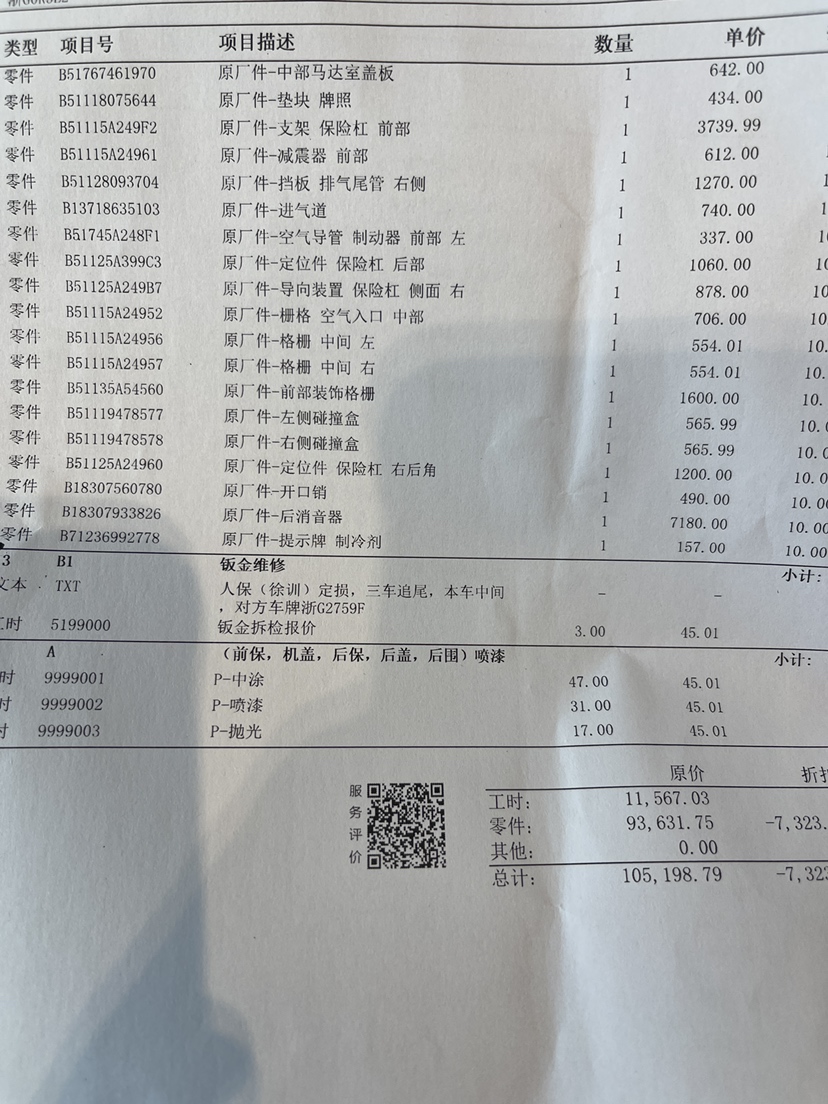 类型 项目号 项目描述 数量 单价
零件 B51767461970 原厂件-中部马达室盖板 1 642.00
零件 B51118075644 原厂件-垫块 牌照 1 434.00
零件 B51115A249F2 原厂件-支架 保险杠 前部 1 3739.99
零件 B51115A24961 原厂件-减震器 前部 1 612.00
零件 B51128093704 原厂件-挡板 排气尾管 右侧 1 1270.00
零件 B13718635103 原厂件-进气道 1 740.00
零件 B51745A248F1 原厂件-空气导管 制动器 前部 左 1 337.00
零件 B51125A399C3 原厂件-定位件 保险杠 后部 1 1060.00
零件 B51125A249B7 原厂件-导向装置 保险杠 侧面 右 1 878.00
零件 B51115A24952 原厂件-栅格 空气入口 中部 1 706.00
零件 B51115A24956 原厂件-格栅 中间 左 1 554.01 10.
零件 B51115A24957 原厂件-格栅 中间 右 1 554.01 10.
零件 B51135A54560 原厂件-前部装饰格栅 1 1600.00 10.
零件 B51119478577 原厂件-左侧碰撞盒 1 565.99 10.0
零件 B51119478578 原厂件-右侧碰撞盒 1 565.99 10.0
零件 B51125A24960 原厂件-定位件 保险杠 右后角 1 1200.00 10.0
零件 B18307560780 原厂件-开口销 1 490.00 10.00
零件 B18307933826 原厂件-后消音器 1 7180.00 10.00
零件 B71236992778 原厂件-提示牌 制冷剂 1 157.00 10.00
3 B1 钣金维修 小计:
文本 TXT 人保（徐训）定损，三车追尾，本车中间 - -
，对方车牌浙G2759F
工时 5199000 钣金拆检报价 3.00 45.01
A （前保，机盖，后保，后盖，后围）喷漆 小计:
时 9999001 P-中涂 47.00 45.01
时 9999002 P-喷漆 31.00 45.01
时 9999003 P-抛光 17.00 45.01
服务评价
原价 折扣
工时: 11,567.03
零件: 93,631.75 -7,323.
其他: 0.00
总计: 105,198.79 -7,323